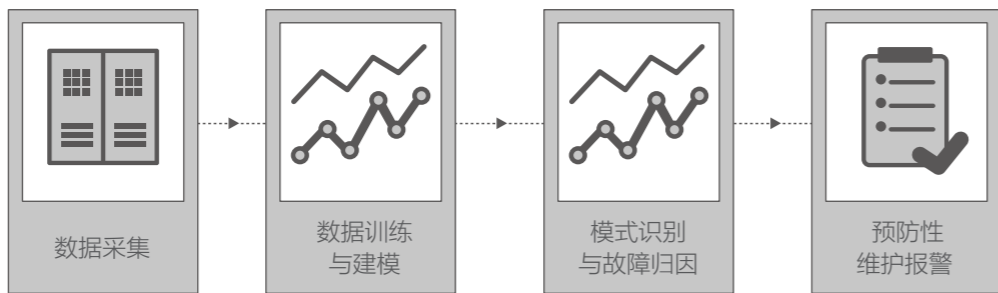 数据采集
数据训练
与建模
模式识别
与故障归因
预防性
维护报警